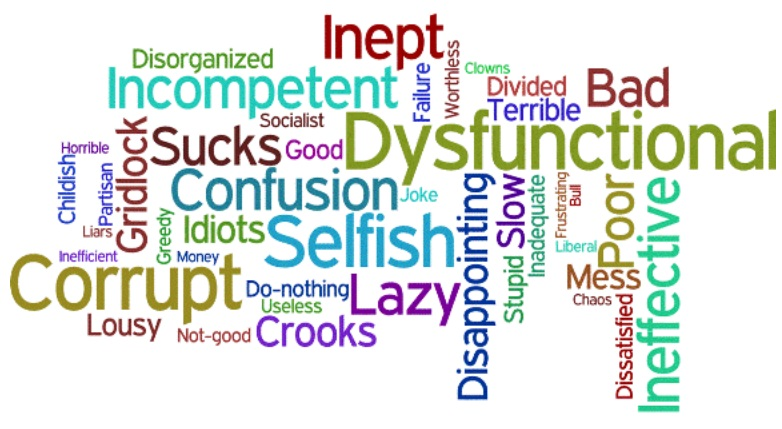 Inept
Disorganized
Worthless
Clowns
Incompetent
Failure
Divided
Bad
Terrible
Socialist
Dysfunctional
Horrible
Gridlock
Sucks
Good
Childish
Partisan
Confusion
Joke
Disappointing
Slow
Inadequate
Frustrating
Bull
Poor
Ineffective
Liars
Greedy
Idiots
Selfish
Liberal
Inefficient
Money
Corrupt
Do-nothing
Lazy
Stupid
Mess
Useless
Chaos
Lousy
Not-good
Crooks
Dissatisfied